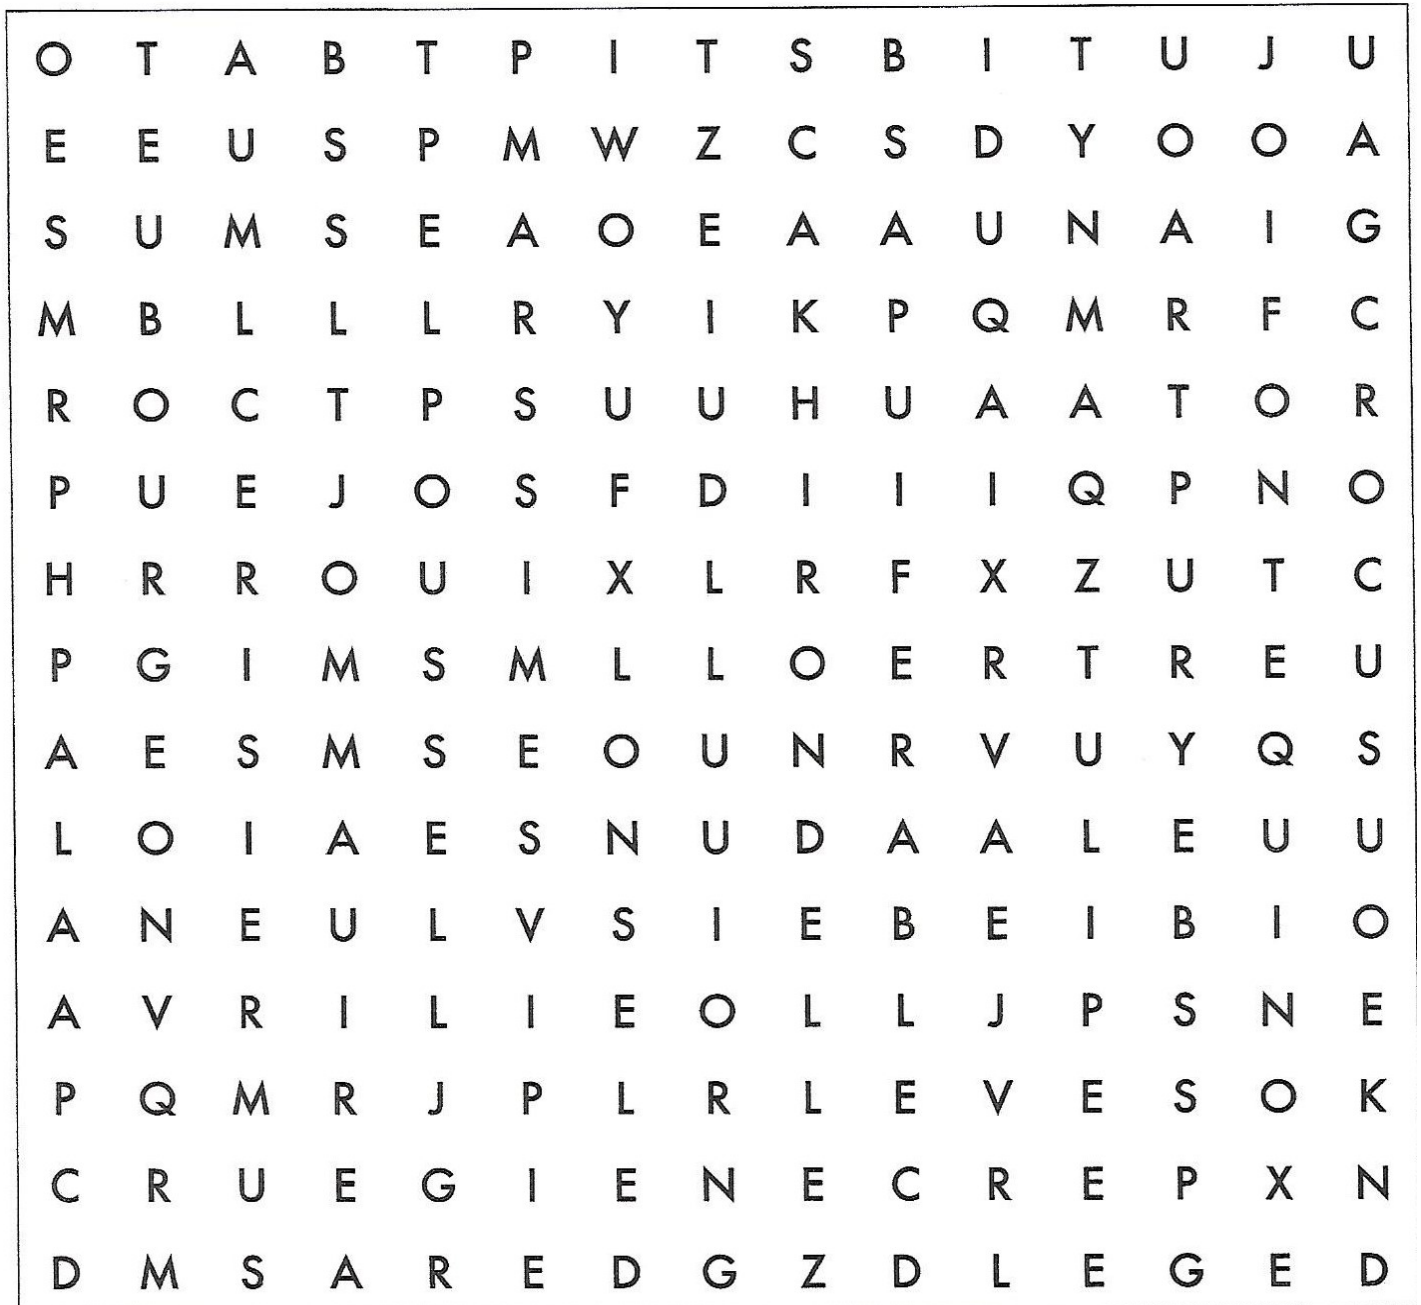 O T A B T P I T S B I T U J U
E E U S P M W Z C S D Y O O A
S U M S E A O E A A U N A I G
M B L L L R Y I K P Q M R F C
R O C T P S U U H U A A T O R
P U E J O S F D I I I Q P N O
H R R O U I X L R F X Z U T C
P G I M S M L L O E R T R E U
A E S M S E O U N R V U Y Q S
L O I A E S N U D A A L E U U
A N E U L V S I E B E I B I O
A V R I L I E O L L J P S N E
P Q M R J P L R L E V E S O K
C R U E G I E N E C R E P X N
D M S A R E D G Z D L E G E D